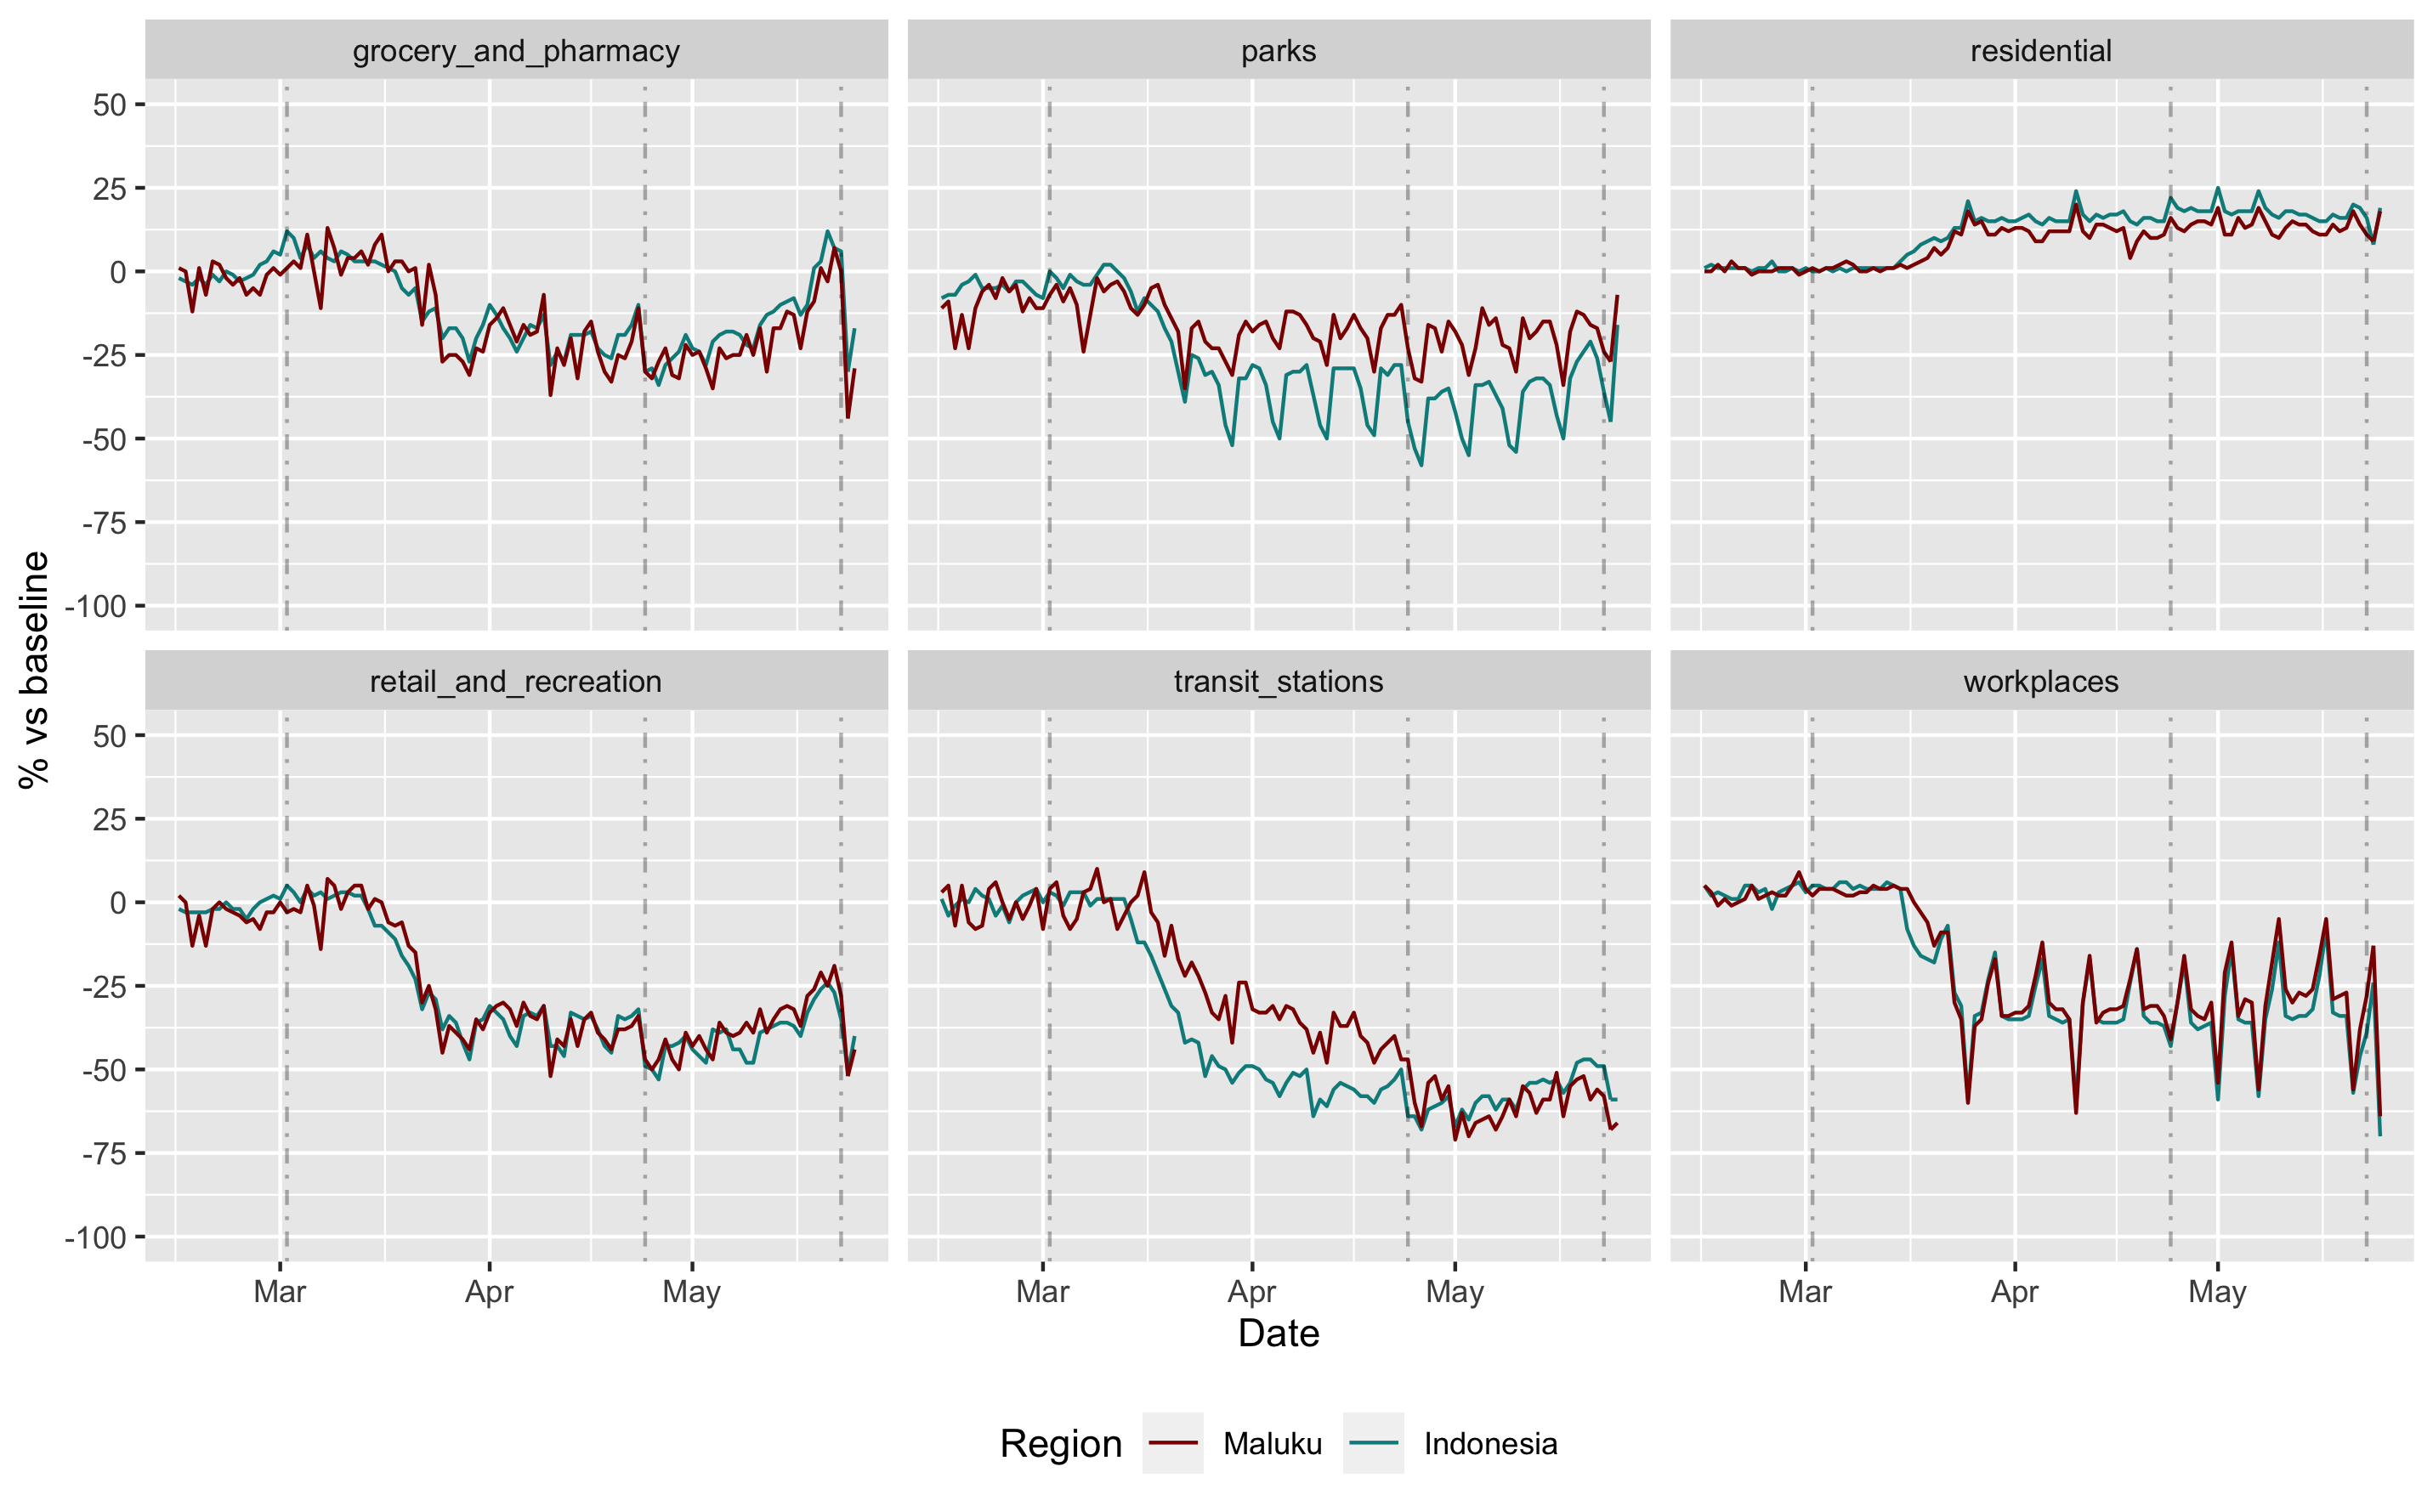 grocery_and_pharmacy
parks
residential
50
25
0
-25
-50
-75
-100
% vs baseline
retail_and_recreation
transit_stations
workplaces
50
25
0
-25
-50
-75
-100
Mar Apr May
Mar Apr May
Mar Apr May
Date
Region Maluku Indonesia